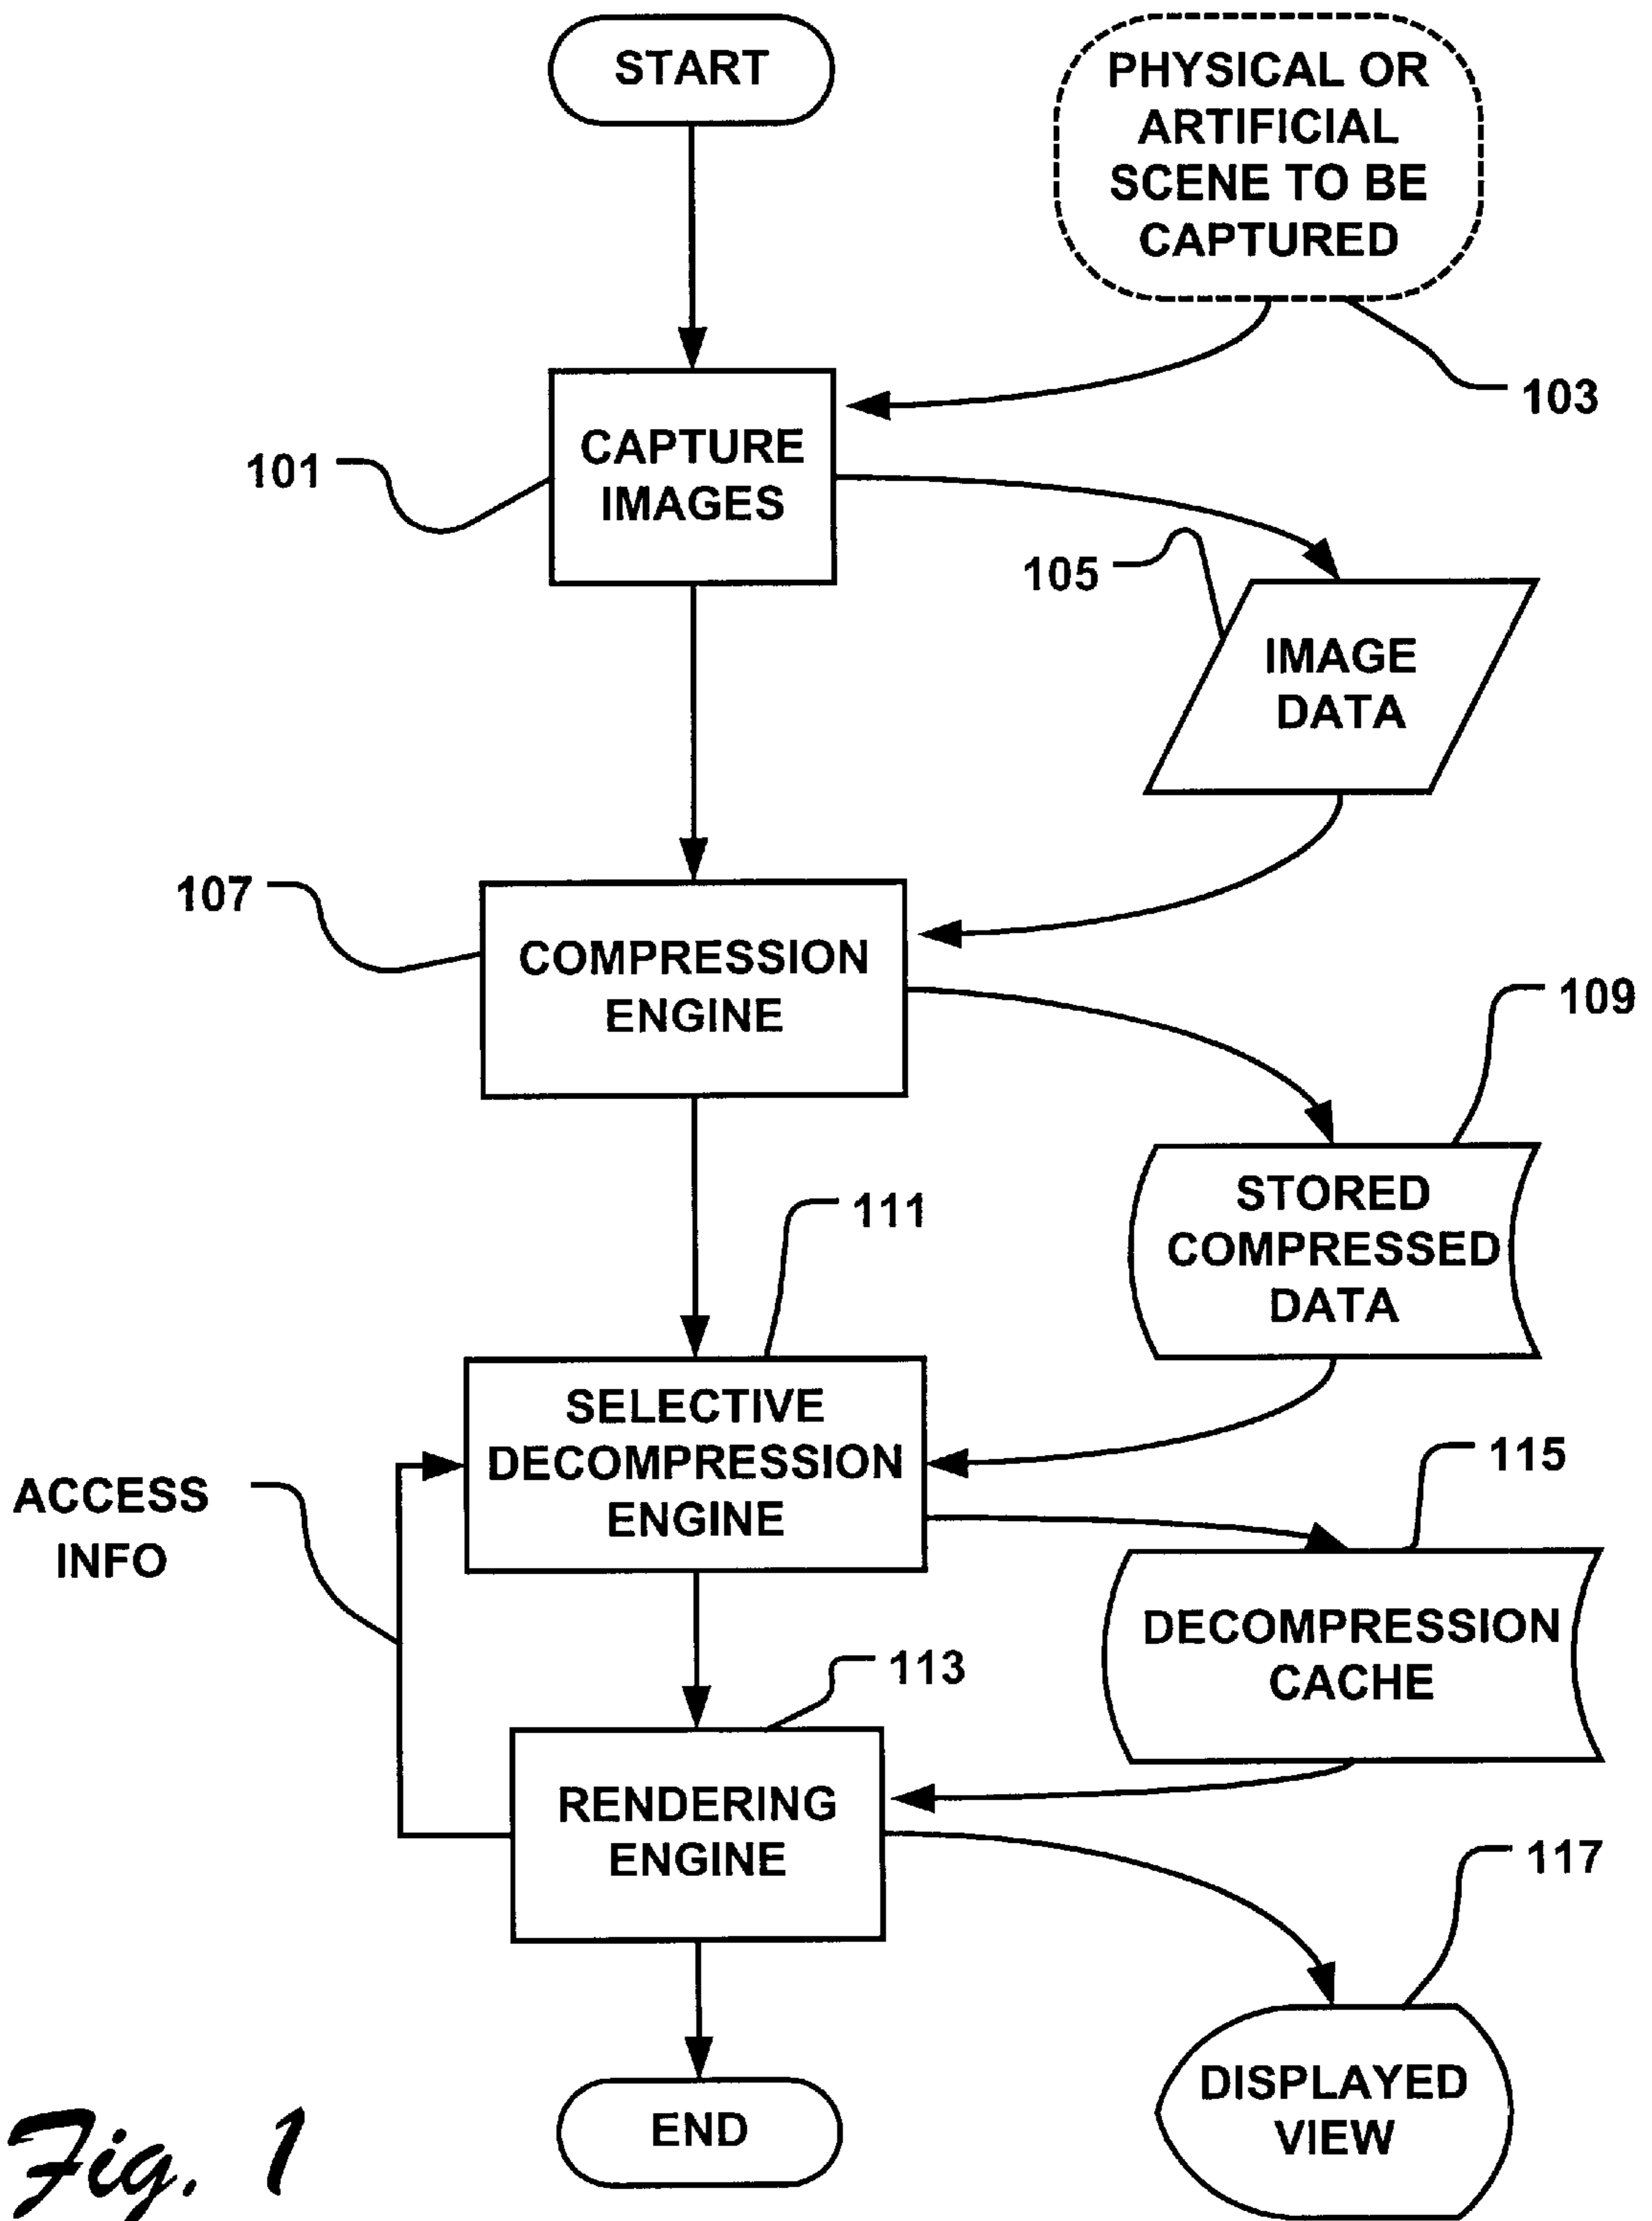 START
PHYSICAL OR
ARTIFICIAL
SCENE TO BE
CAPTURED
103
CAPTURE
IMAGES
101
105
IMAGE
DATA
107
COMPRESSION
ENGINE
109
STORED
COMPRESSED
DATA
111
SELECTIVE
DECOMPRESSION
ENGINE
ACCESS
INFO
115
DECOMPRESSION
CACHE
113
RENDERING
ENGINE
117
DISPLAYED
VIEW
END
Fig. 1